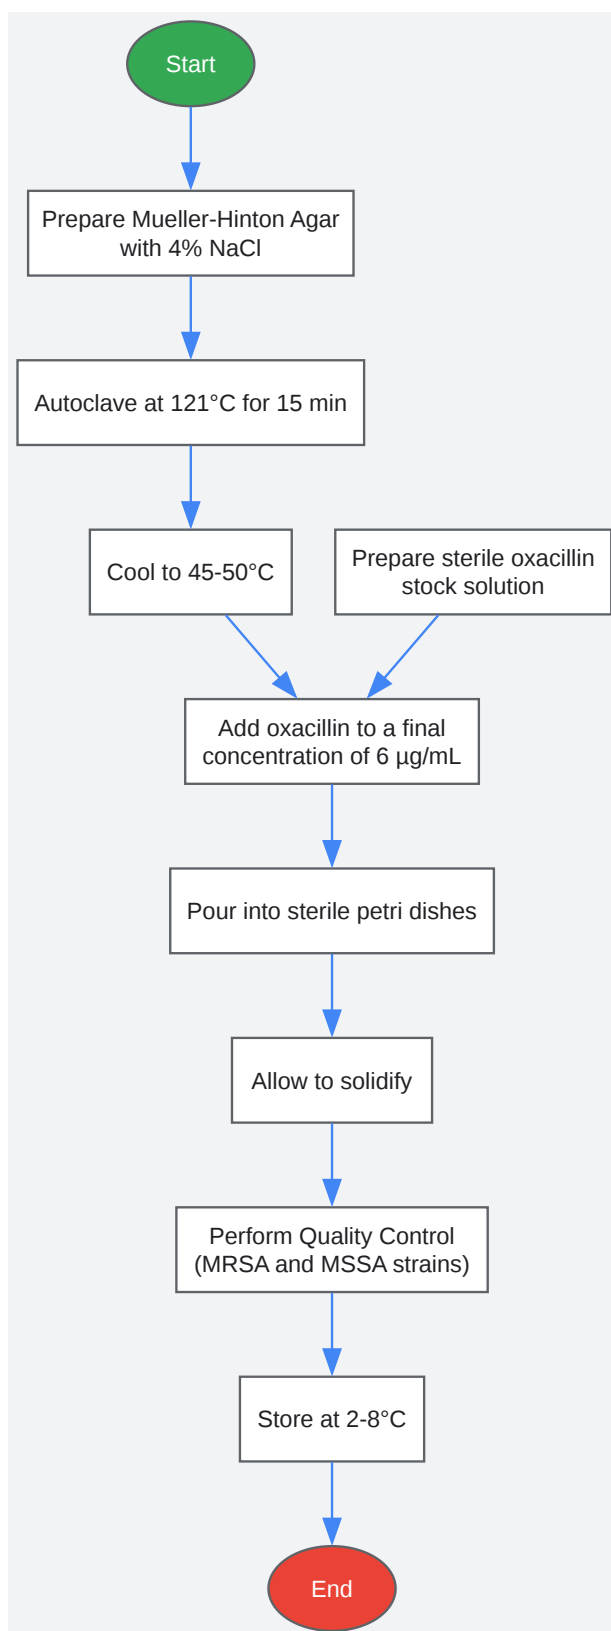 Start
Prepare Mueller-Hinton Agar
with 4% NaCl
Autoclave at 121°C for 15 min
Cool to 45-50°C
Prepare sterile oxacillin
stock solution
Add oxacillin to a final
concentration of 6 µg/mL
Pour into sterile petri dishes
Allow to solidify
Perform Quality Control
(MRSA and MSSA strains)
Store at 2-8°C
End